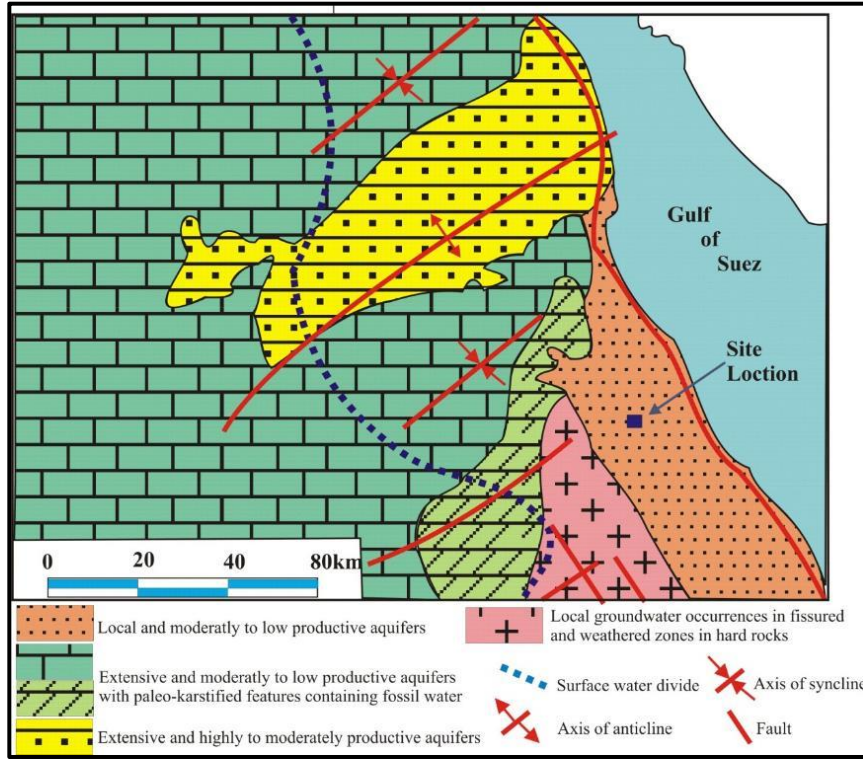 Gulf
of
Suez
Site
Loction
0 20 40 80km
Local and moderatly to low productive aquifers
Extensive and moderatly to low productive aquifers
with paleo-karstified features containing fossil water
Extensive and highly to moderately productive aquifers
Local groundwater occurrences in fissured
and weathered zones in hard rocks
Surface water divide
Axis of syncline
Axis of anticline
Fault